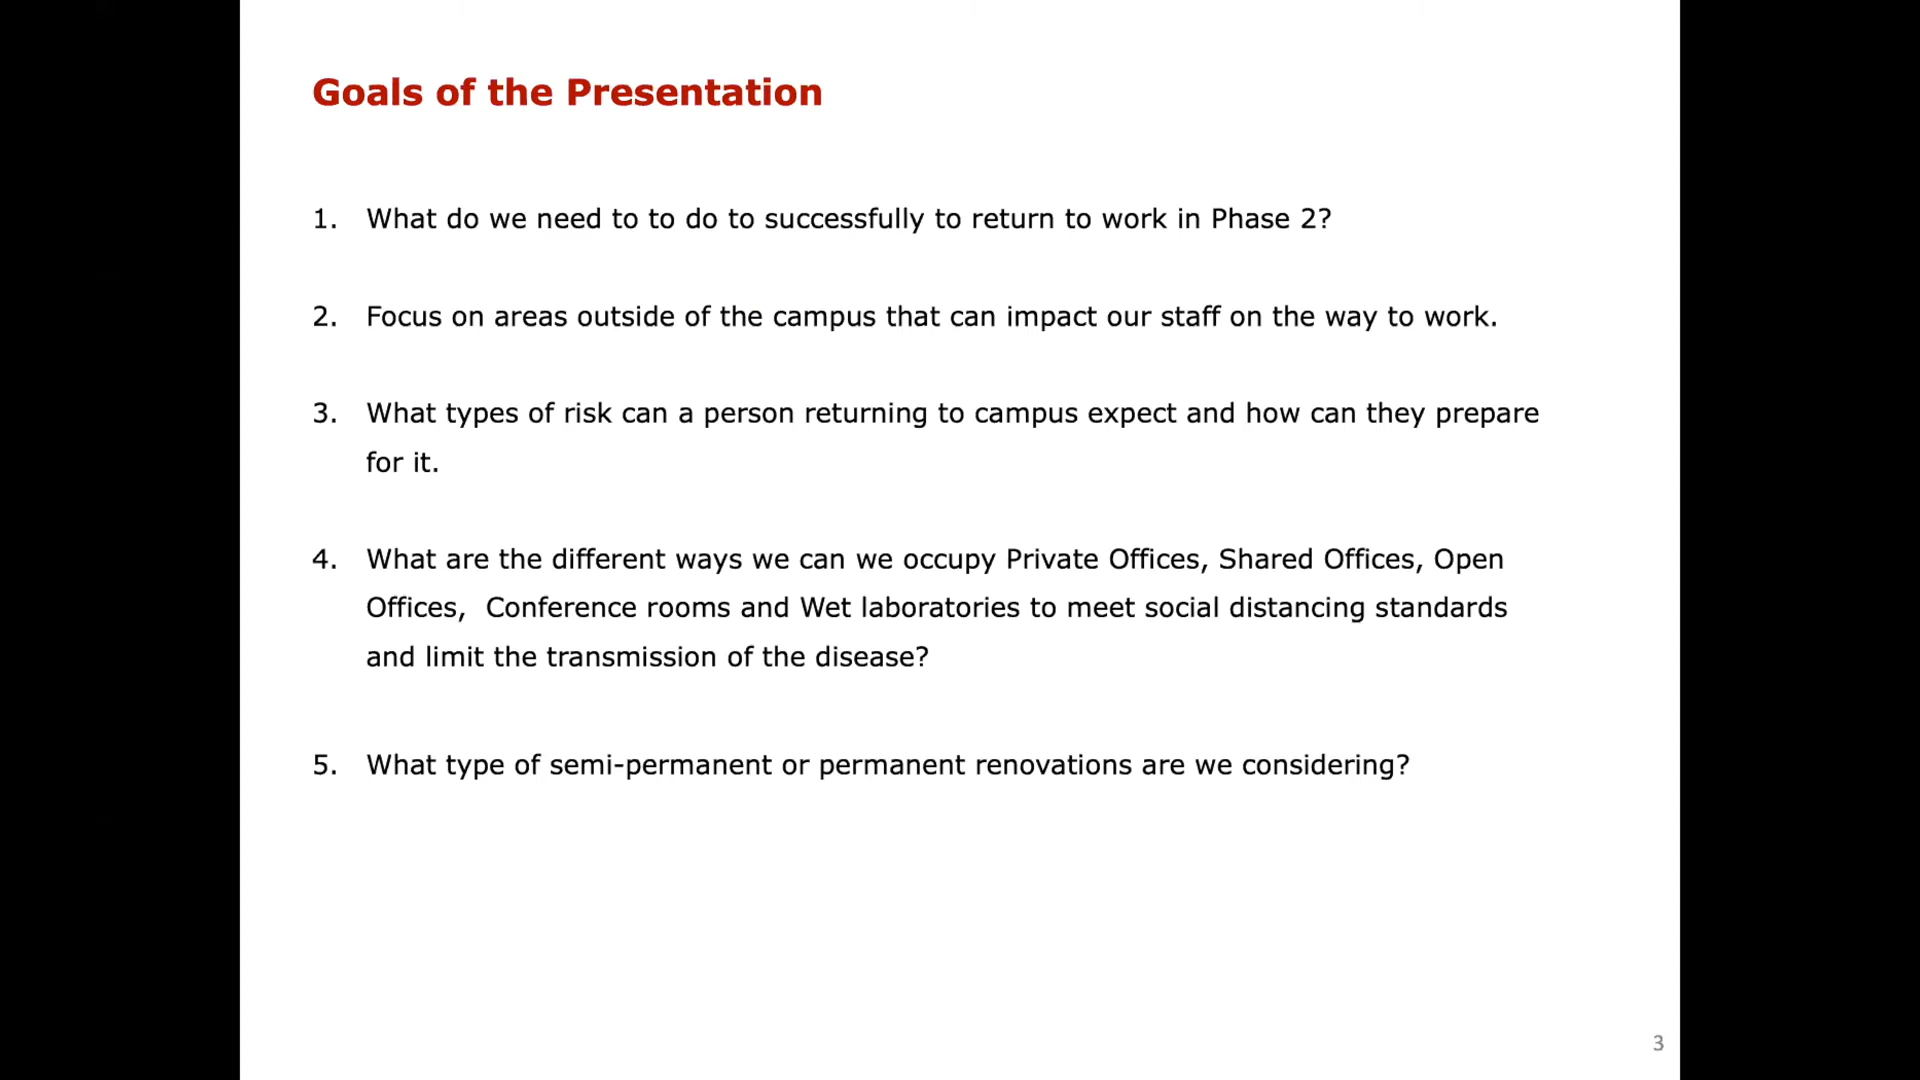 Goals of the Presentation
1. What do we need to to do to successfully to return to work in Phase 2?
2. Focus on areas outside of the campus that can impact our staff on the way to work.
3. What types of risk can a person returning to campus expect and how can they prepare
for it.
4. What are the different ways we can we occupy Private Offices, Shared Offices, Open
Offices,  Conference rooms and Wet laboratories to meet social distancing standards
and limit the transmission of the disease?
5. What type of semi-permanent or permanent renovations are we considering?
3